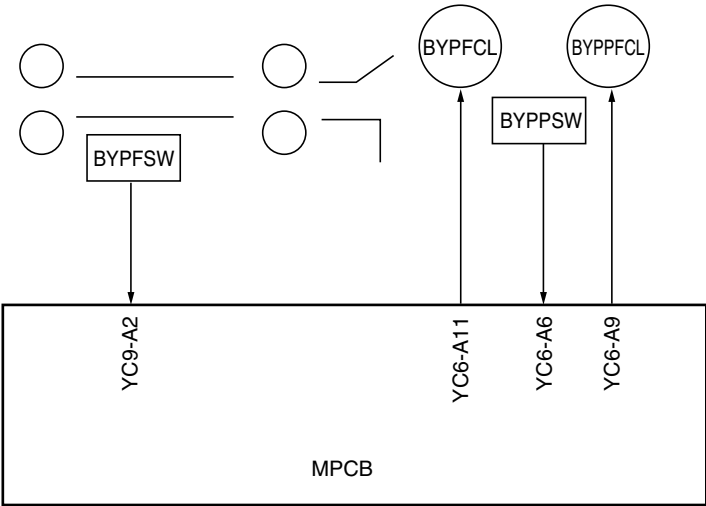 BYPFCL
BYPPFCL
BYPPSW
BYPFSW
YC9-A2
YC6-A11
YC6-A6
YC6-A9
MPCB